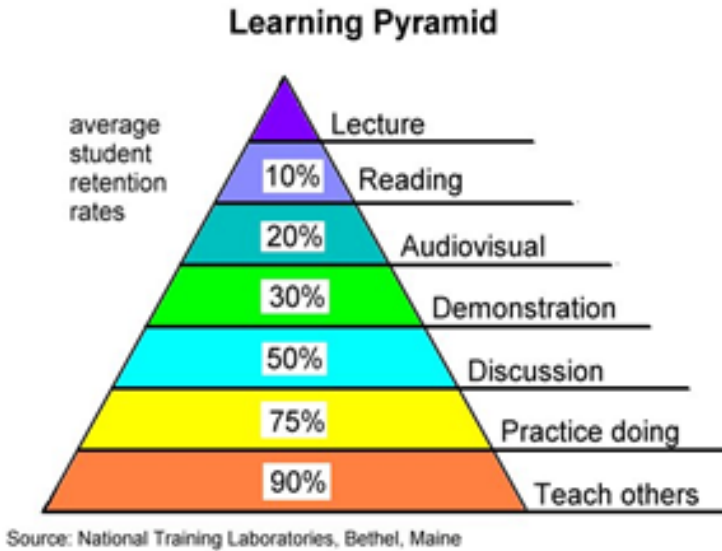 Learning Pyramid
average
student
retention
rates
Lecture
10% Reading
20% Audiovisual
30% Demonstration
50% Discussion
75% Practice doing
90% Teach others
Source: National Training Laboratories, Bethel, Maine